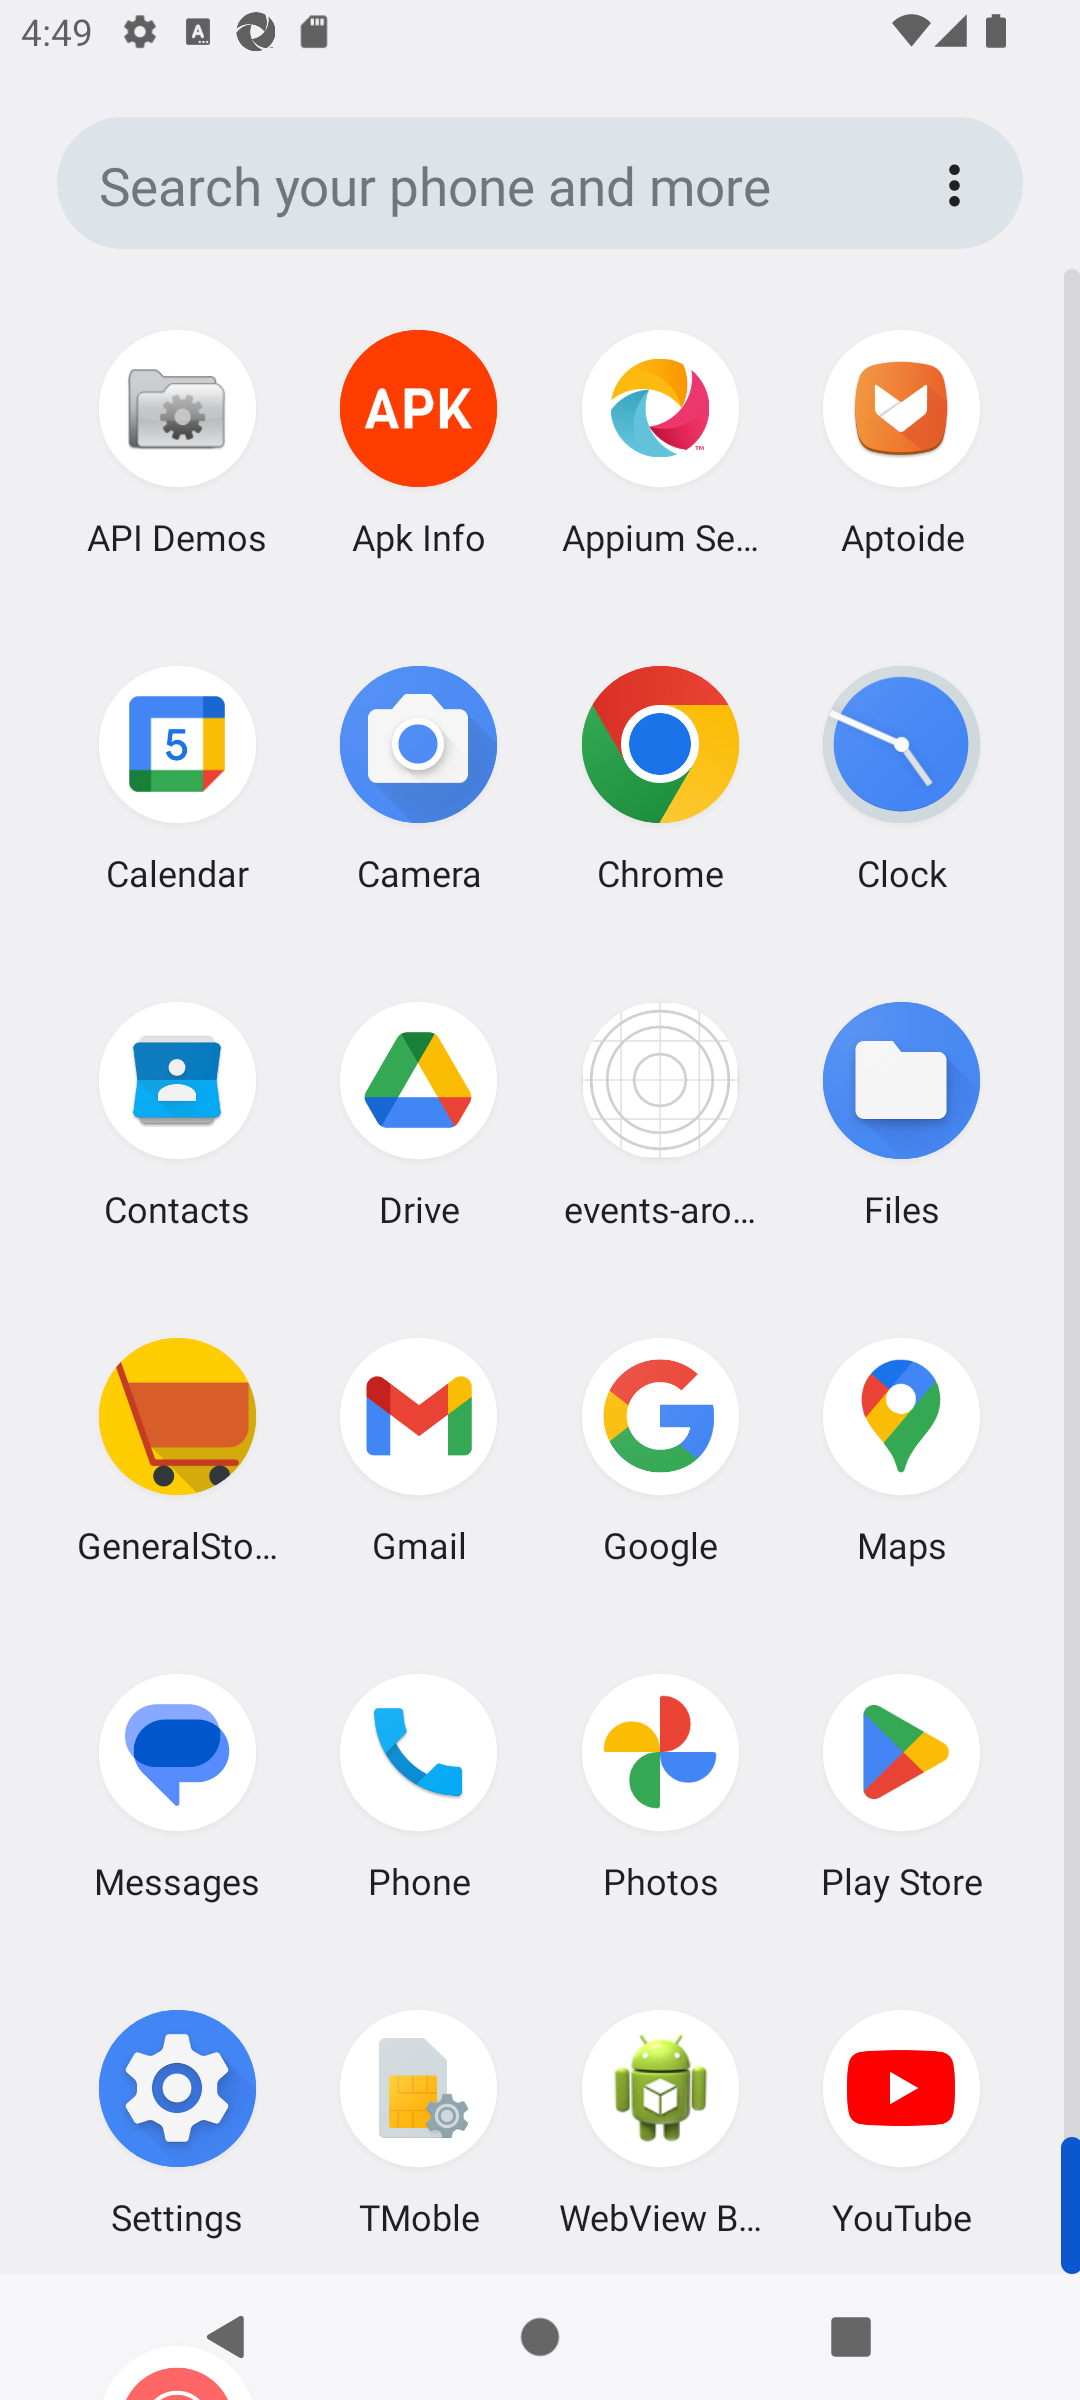 4:49
Search your phone and more
APK
API Demos
Apk Info
Appium Se...
Aptoide
5
Calendar
Camera
Chrome
Clock
Contacts
Drive
events-aro...
Files
GeneralSto...
Gmail
Google
Maps
Messages
Phone
Photos
Play Store
Settings
TMoble
WebView B...
YouTube